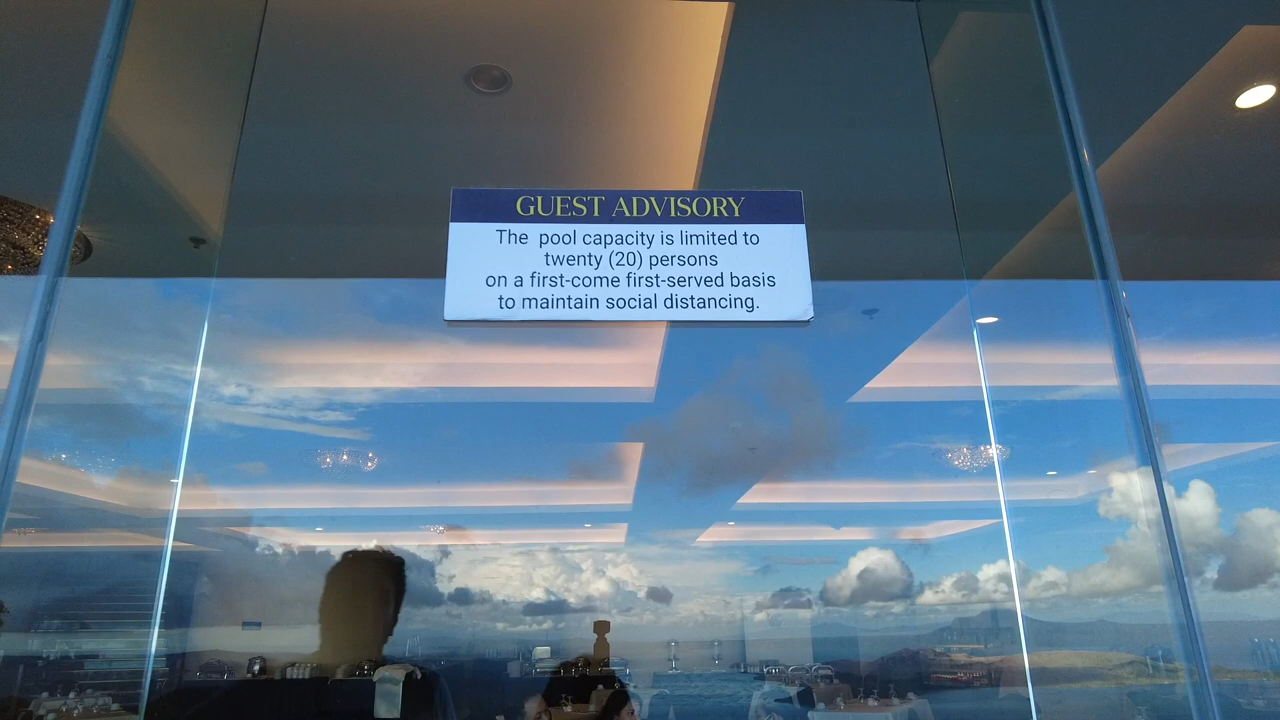 GUEST ADVISORY
The pool capacity is limited to
twenty (20) persons
on a first-come first-served basis
to maintain social distancing.